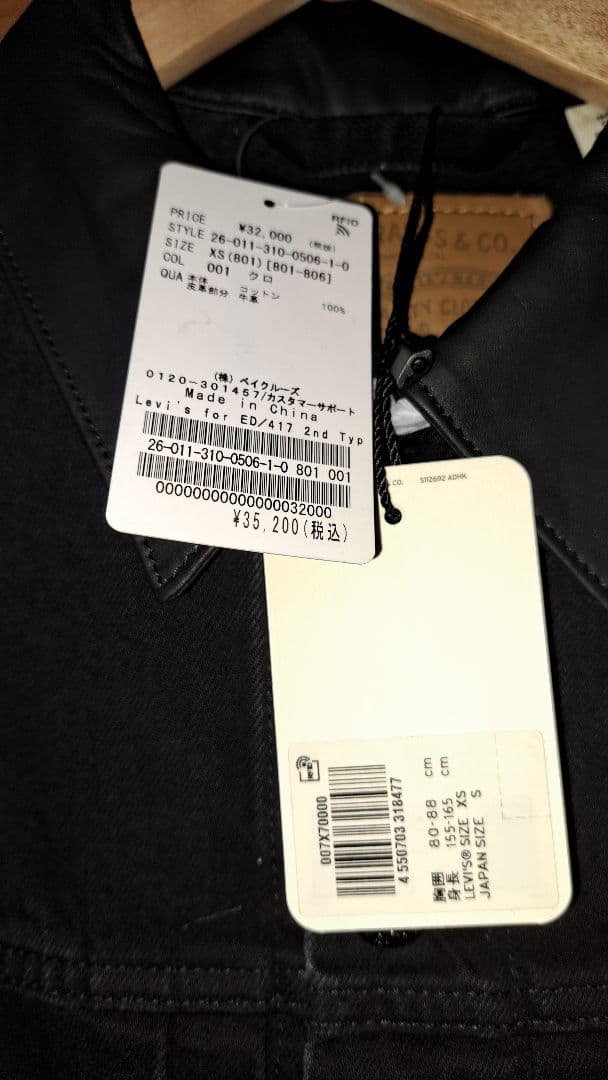 PRICE ¥32,000 (税抜)
RFID
STYLE 26-011-310-0506-1-0
SIZE XS(801)[801-806]
COL 001 クロ
QUA 本体 コットン 100%
皮革部分 牛革
(株) ベイクルーズ
0120-301457/カスタマーサポート
Made in China
Levi's for ED/417 2nd Typ
26-011-310-0506-1-0 801 001
00000000000000032000
¥35,200(税込)
& CO.
& CO. S112692 ADHK
RFID
007X70000
4 550703 318477
胸囲 80-88 cm
身長 155-165 cm
LEVI'S® SIZE XS
JAPAN SIZE S